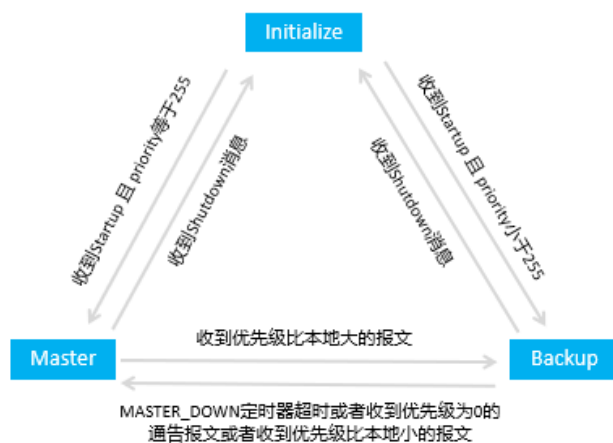 Initialize
收到Startup 且 priority等于255
收到Shutdown消息
收到Shutdown消息
收到Startup 且 priority小于255
收到优先级比本地大的报文
Master
Backup
MASTER_DOWN定时器超时或者收到优先级为0的
通告报文或者收到优先级比本地小的报文